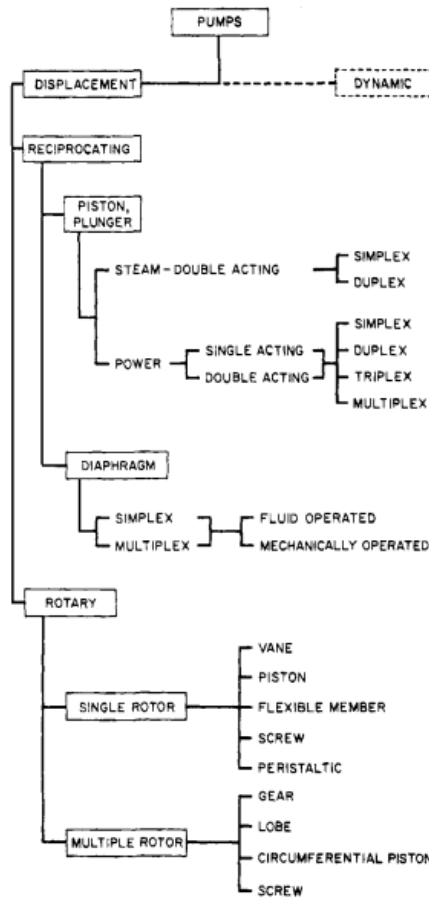 PUMPS
DISPLACEMENT
DYNAMIC
RECIPROCATING
PISTON,
PLUNGER
STEAM-DOUBLE ACTING
SIMPLEX
DUPLEX
POWER
SINGLE ACTING
DOUBLE ACTING
SIMPLEX
DUPLEX
TRIPLEX
MULTIPLEX
DIAPHRAGM
SIMPLEX
MULTIPLEX
FLUID OPERATED
MECHANICALLY OPERATED
ROTARY
SINGLE ROTOR
VANE
PISTON
FLEXIBLE MEMBER
SCREW
PERISTALTIC
MULTIPLE ROTOR
GEAR
LOBE
CIRCUMFERENTIAL PISTON
SCREW